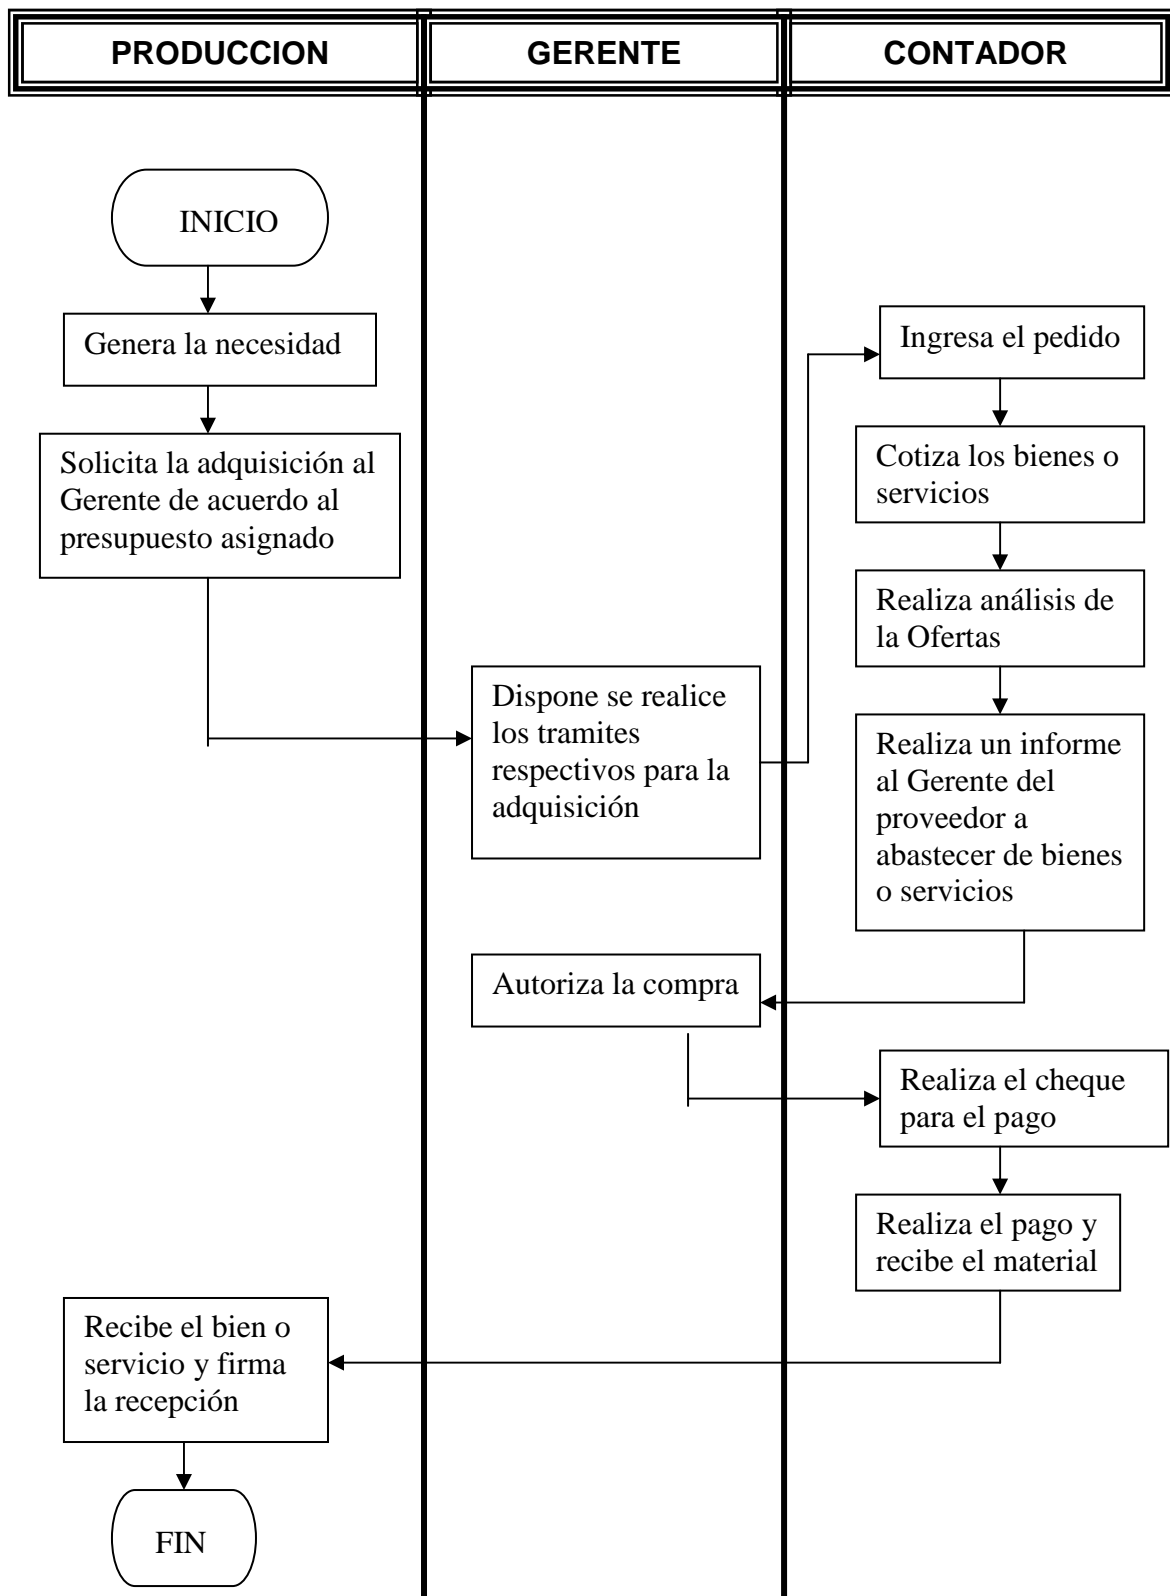 PRODUCCION
GERENTE
CONTADOR
INICIO
Genera la necesidad
Solicita la adquisición al
Gerente de acuerdo al
presupuesto asignado
Dispone se realice
los tramites
respectivos para la
adquisición
Ingresa el pedido
Cotiza los bienes o
servicios
Realiza análisis de
la Ofertas
Realiza un informe
al Gerente del
proveedor a
abastecer de bienes
o servicios
Autoriza la compra
Realiza el cheque
para el pago
Realiza el pago y
recibe el material
Recibe el bien o
servicio y firma
la recepción
FIN